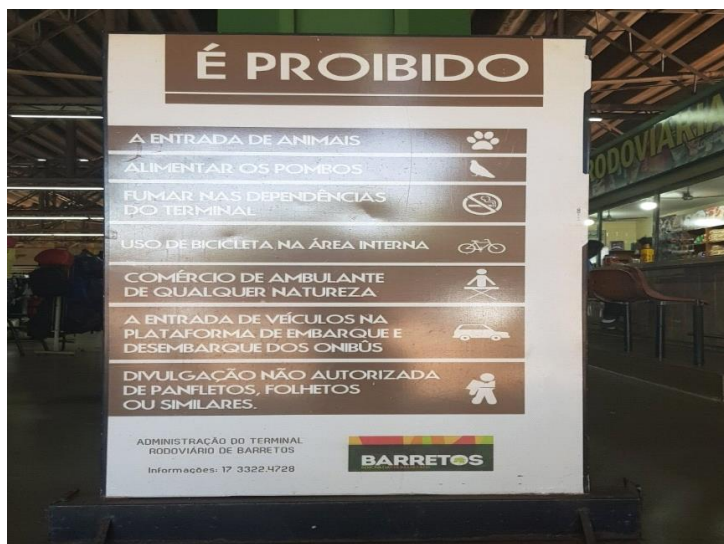 É PROIBIDO
A ENTRADA DE ANIMAIS
ALIMENTAR OS POMBOS
FUMAR NAS DEPENDÊNCIAS
DO TERMINAL
USO DE BICICLETA NA ÁREA INTERNA
COMÉRCIO DE AMBULANTE
DE QUALQUER NATUREZA
A ENTRADA DE VEÍCULOS NA
PLATAFORMA DE EMBARQUE E
DESEMBARQUE DOS ONIBÛS
DIVULGAÇÃO NÃO AUTORIZADA
DE PANFLETOS, FOLHETOS
OU SIMILARES.
ADMINISTRAÇÃO DO TERMINAL
RODOVIÁRIO DE BARRETOS
Informações: 17 3322.4728
BARRETOS
RODOVIÁRIA